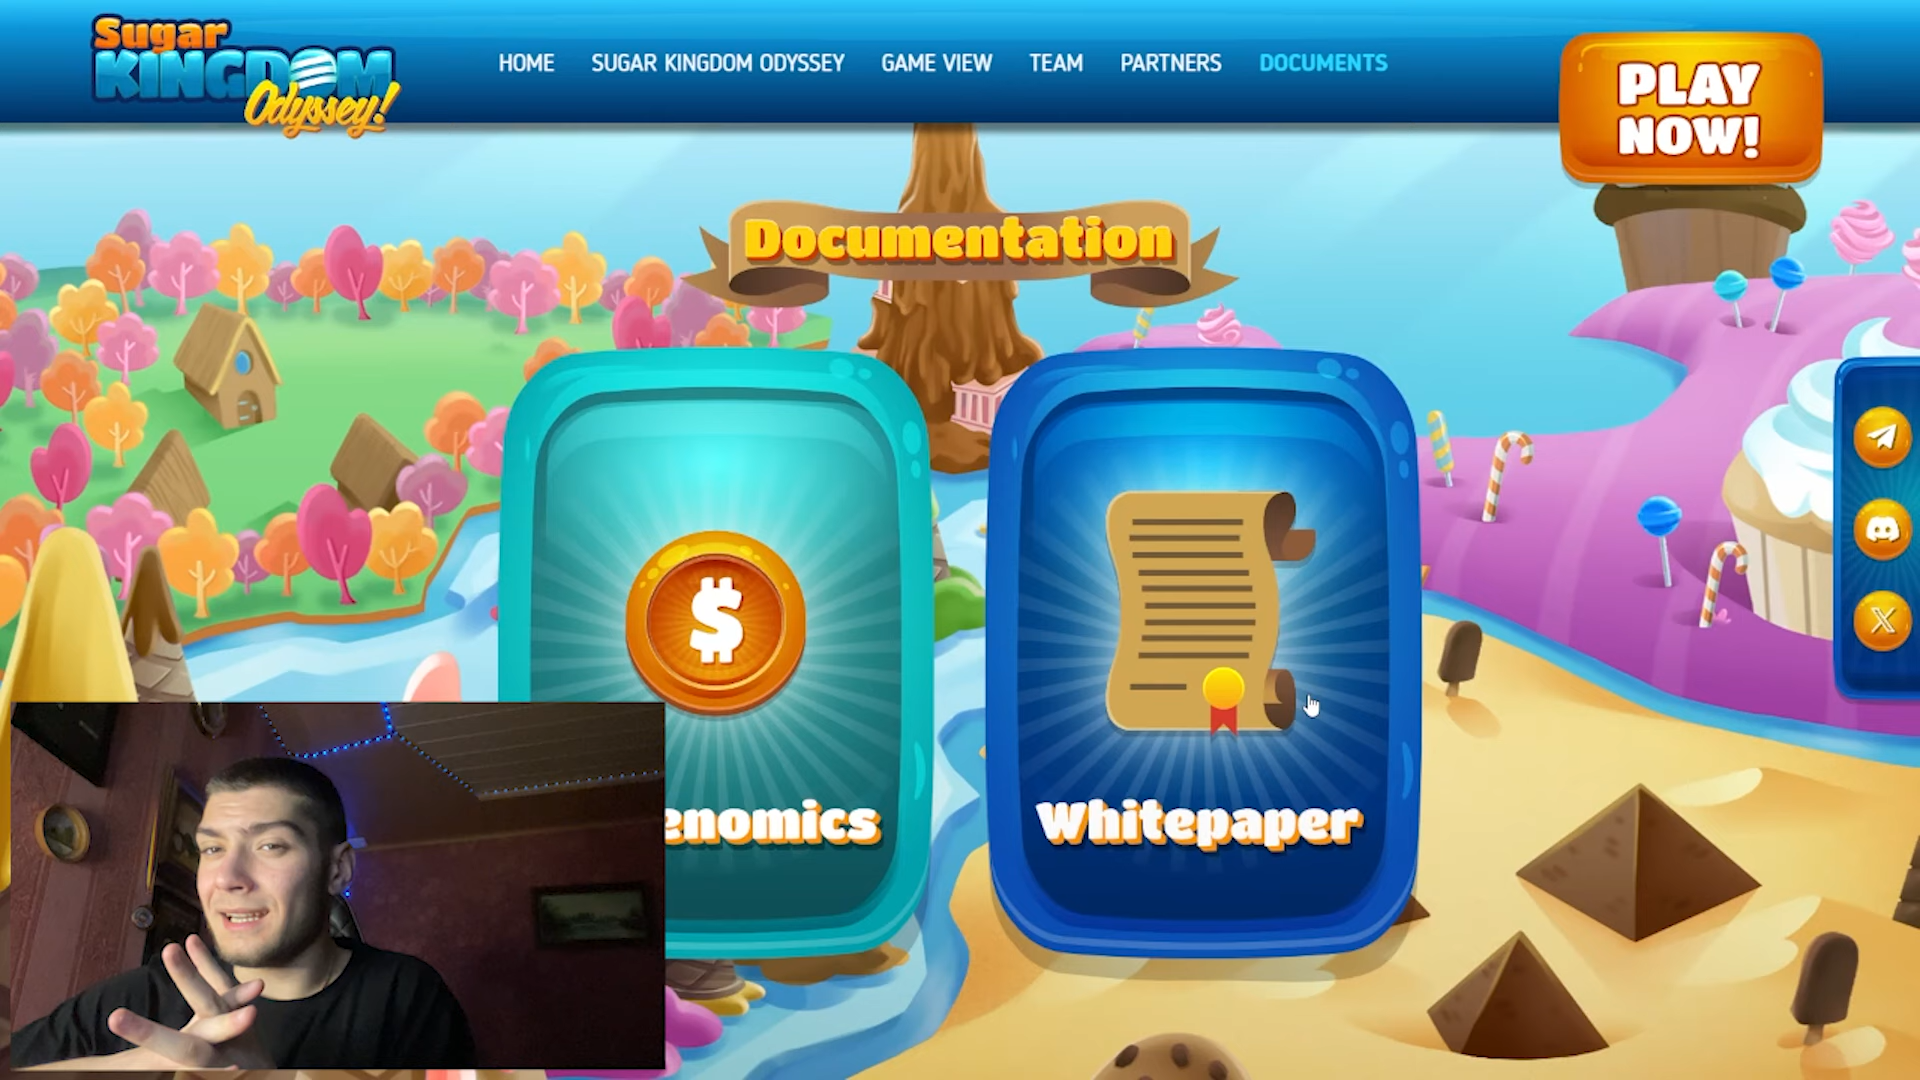 Sugar
KINGDOM
Odyssey!
HOME
SUGAR KINGDOM ODYSSEY
GAME VIEW
TEAM
PARTNERS
DOCUMENTS
PLAY
NOW!
Documentation
$
enomics
Whitepaper
X